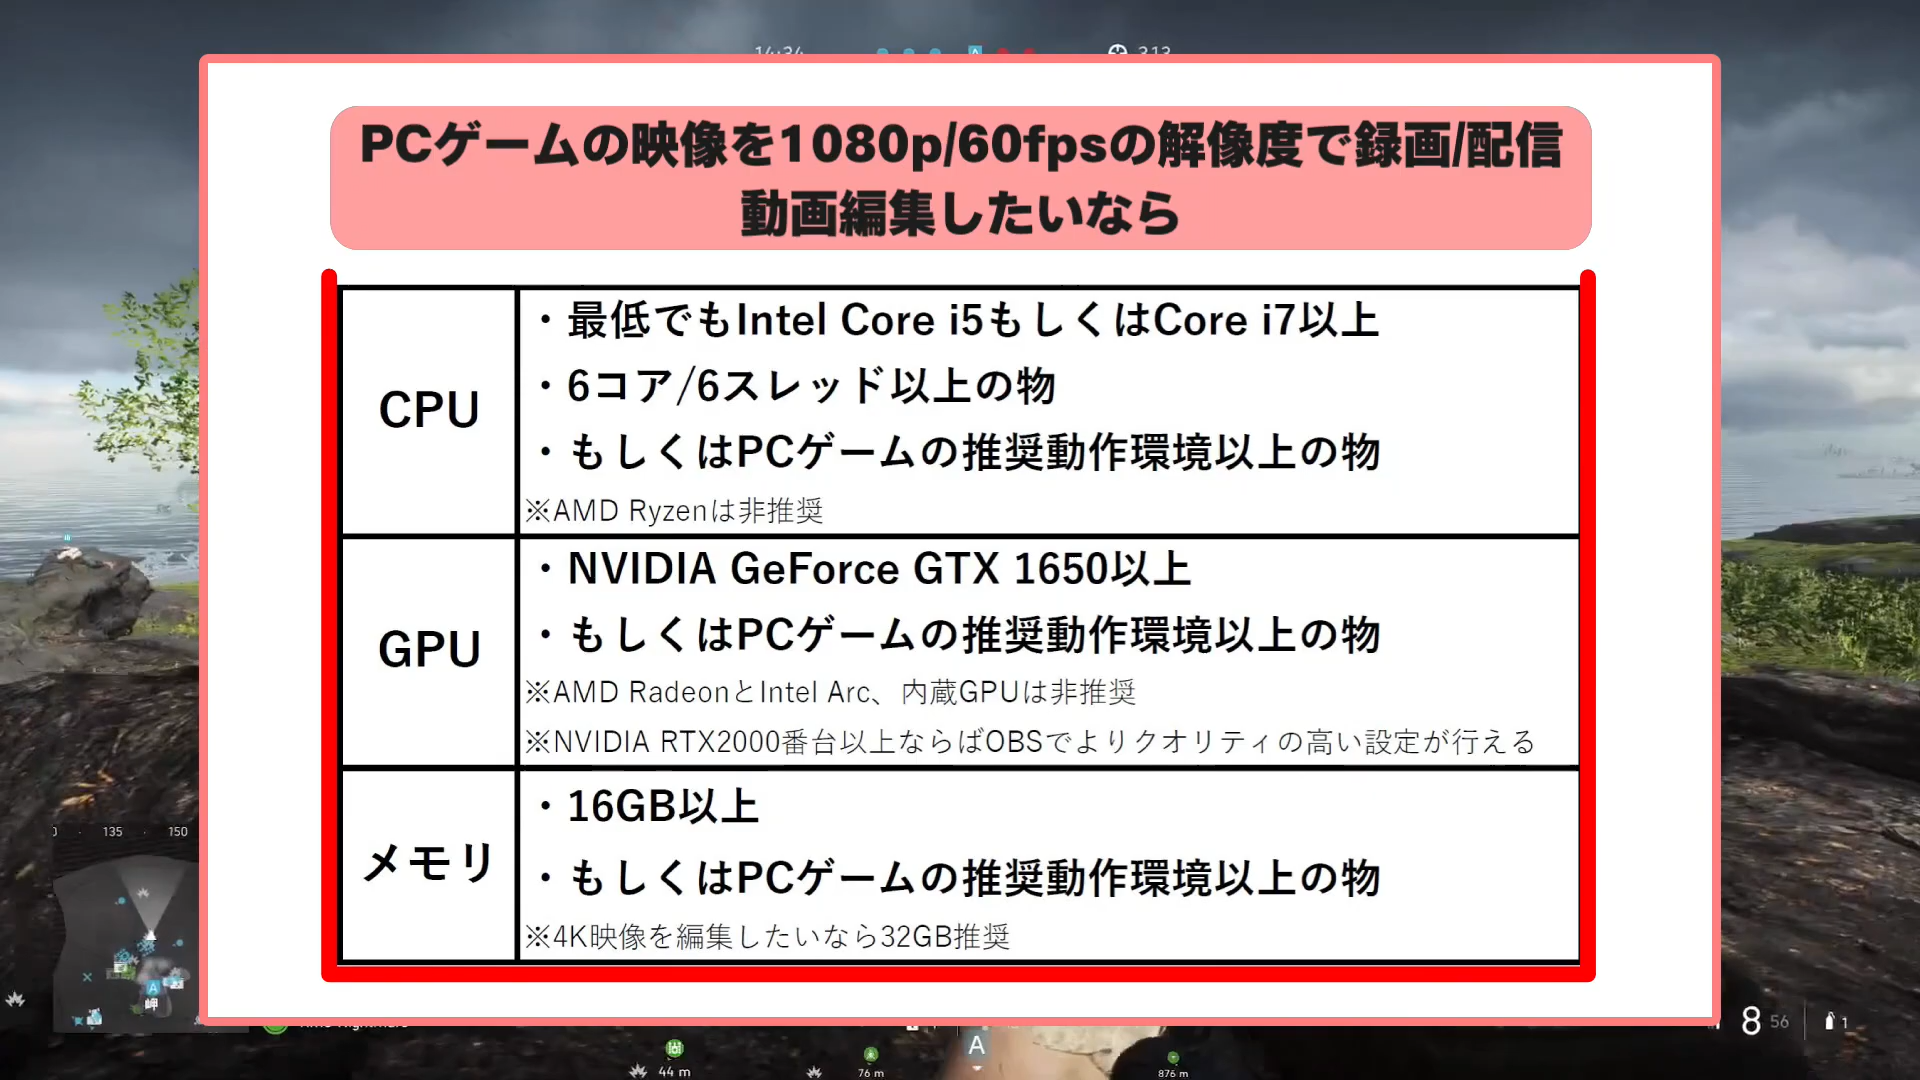 14:34
A
313
PCゲームの映像を1080p/60fpsの解像度で録画/配信
動画編集したいなら
CPU
・最低でもIntel Core i5もしくはCore i7以上
・6コア/6スレッド以上の物
・もしくはPCゲームの推奨動作環境以上の物
※AMD Ryzenは非推奨
GPU
・NVIDIA GeForce GTX 1650以上
・もしくはPCゲームの推奨動作環境以上の物
※AMD RadeonとIntel Arc、内蔵GPUは非推奨
※NVIDIA RTX2000番台以上ならばOBSでよりクオリティの高い設定が行える
メモリ
・16GB以上
・もしくはPCゲームの推奨動作環境以上の物
※4K映像を編集したいなら32GB推奨
135
150
A
岬
8 56
1
A
44 m
76 m
876 m